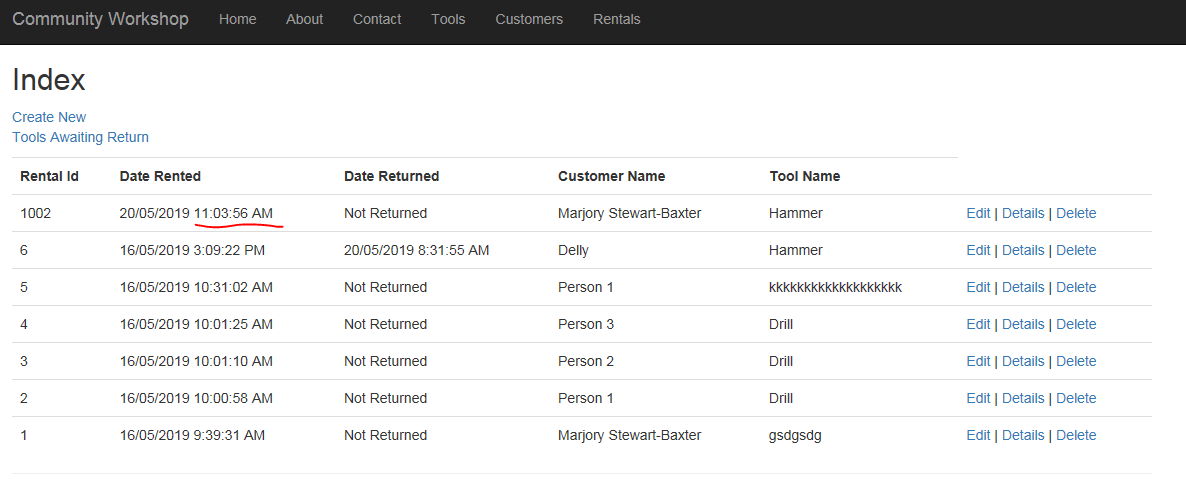 Community Workshop Home About Contact Tools Customers Rentals
Index
Create New
Tools Awaiting Return
Rental Id Date Rented Date Returned Customer Name Tool Name
1002 20/05/2019 11:03:56 AM Not Returned Marjory Stewart-Baxter Hammer Edit | Details | Delete
6 16/05/2019 3:09:22 PM 20/05/2019 8:31:55 AM Delly Hammer Edit | Details | Delete
5 16/05/2019 10:31:02 AM Not Returned Person 1 kkkkkkkkkkkkkkkkkkk Edit | Details | Delete
4 16/05/2019 10:01:25 AM Not Returned Person 3 Drill Edit | Details | Delete
3 16/05/2019 10:01:10 AM Not Returned Person 2 Drill Edit | Details | Delete
2 16/05/2019 10:00:58 AM Not Returned Person 1 Drill Edit | Details | Delete
1 16/05/2019 9:39:31 AM Not Returned Marjory Stewart-Baxter gsdgsdg Edit | Details | Delete